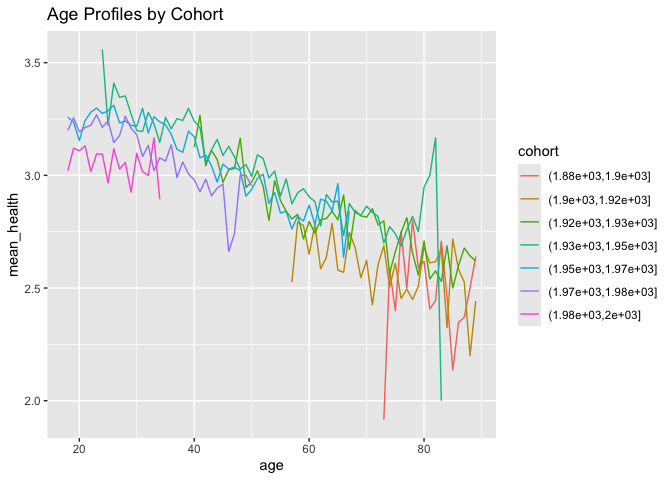 Age Profiles by Cohort
3.5
3.0
2.5
2.0
mean_health
20
40
60
80
age
cohort
(1.88e+03,1.9e+03]
(1.9e+03,1.92e+03]
(1.92e+03,1.93e+03]
(1.93e+03,1.95e+03]
(1.95e+03,1.97e+03]
(1.97e+03,1.98e+03]
(1.98e+03,2e+03]